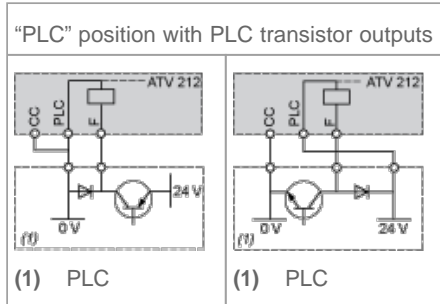 “PLC” position with PLC transistor outputs
ATV 212
CC
PLC
F
0 V
24 V
(1)
(1) PLC
ATV 212
CC
PLC
F
0 V
24 V
(1)
(1) PLC